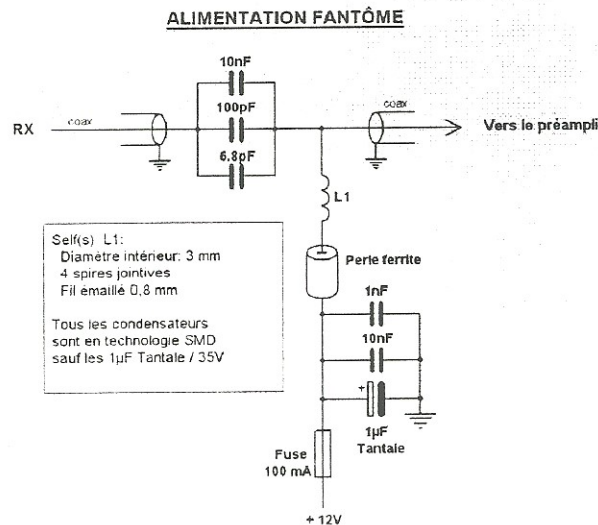 ALIMENTATION FANTÔME
10nF
100pF
6.8pF
RX
coax
coax
Vers le préampli
L1
Self(s) L1:
Diamètre intérieur: 3 mm
4 spires jointives
Fil émaillé 0,8 mm
Tous les condensateurs
sont en technologie SMD
sauf les 1µF Tantale / 35V
Perle ferrite
1nF
10nF
+
1µF
Tantale
Fuse
100 mA
+ 12V